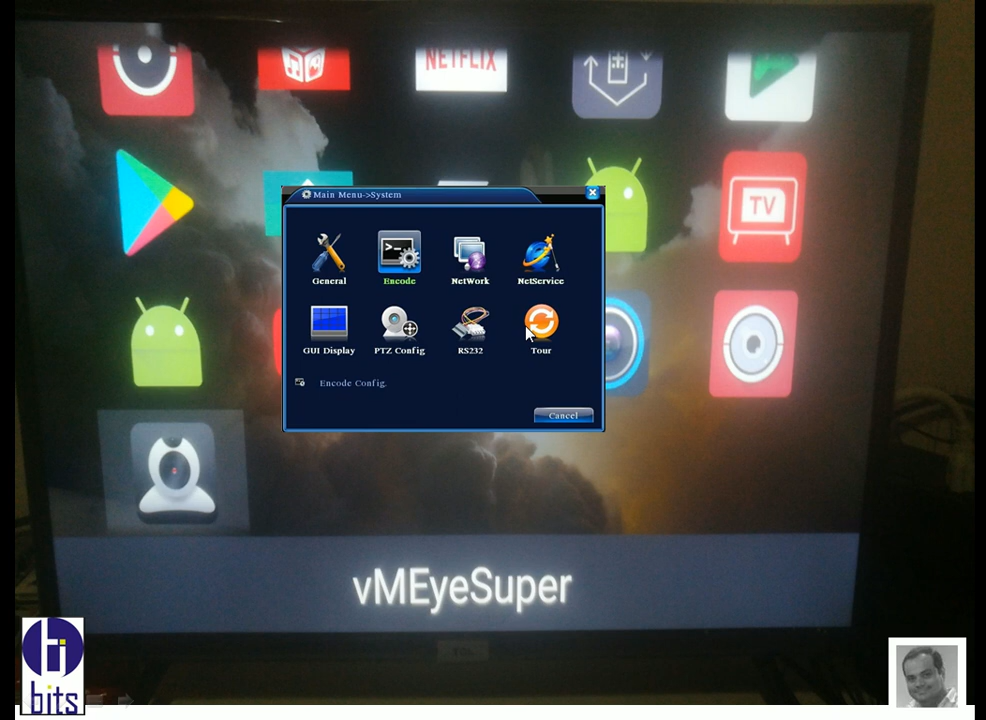 NETFLIX
Main Menu->System
TV
General
Encode
NetWork
NetService
GUI Display
PTZ Config
RS232
Tour
Encode Config.
Cancel
vMEyeSuper
hi
bits